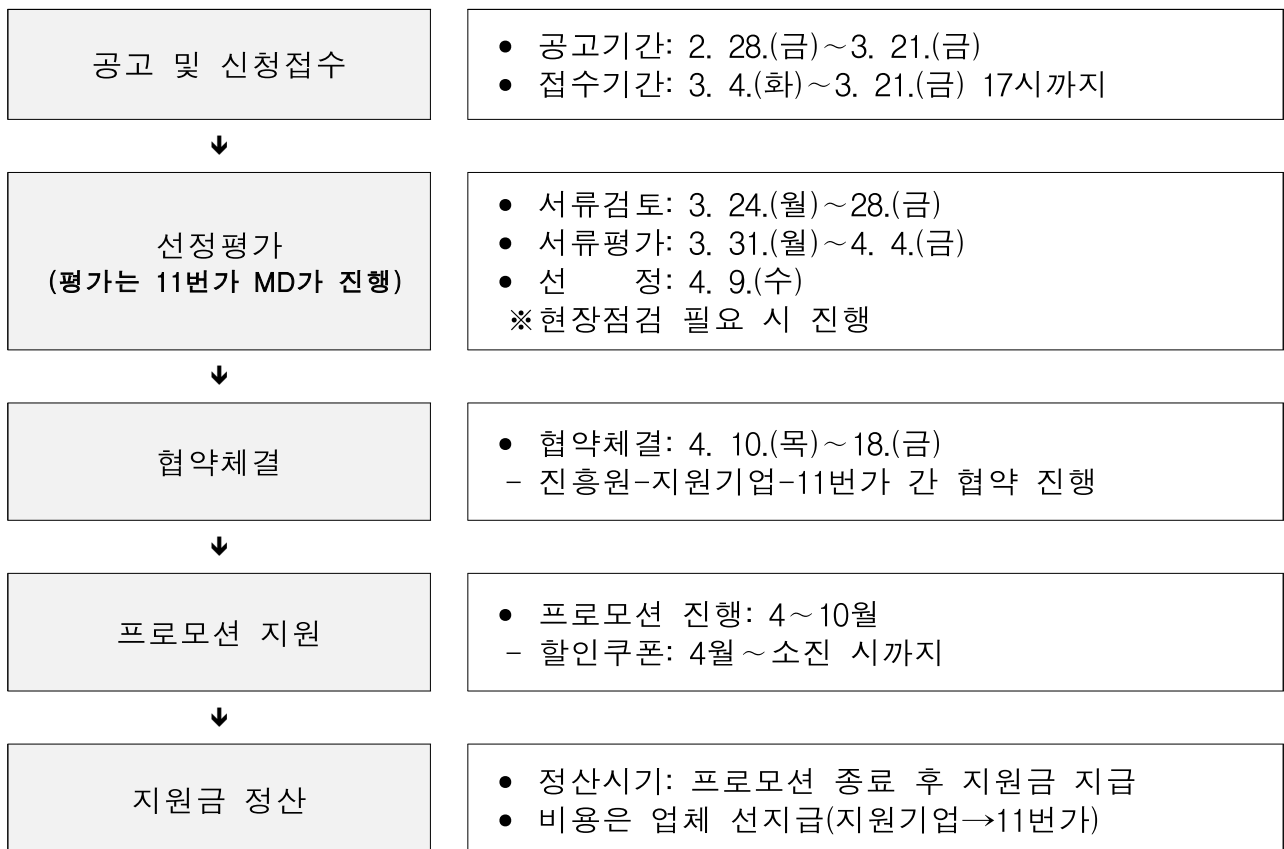 공고 및 신청접수
● 공고기간: 2. 28.(금)~3. 21.(금)
● 접수기간: 3. 4.(화)~3. 21.(금) 17시까지
↓
선정평가
(평가는 11번가 MD가 진행)
● 서류검토: 3. 24.(월)~28.(금)
● 서류평가: 3. 31.(월)~4. 4.(금)
● 선 정: 4. 9.(수)
※현장점검 필요 시 진행
↓
협약체결
● 협약체결: 4. 10.(목)~18.(금)
- 진흥원-지원기업-11번가 간 협약 진행
↓
프로모션 지원
● 프로모션 진행: 4~10월
- 할인쿠폰: 4월~소진 시까지
↓
지원금 정산
● 정산시기: 프로모션 종료 후 지원금 지급
● 비용은 업체 선지급(지원기업→11번가)